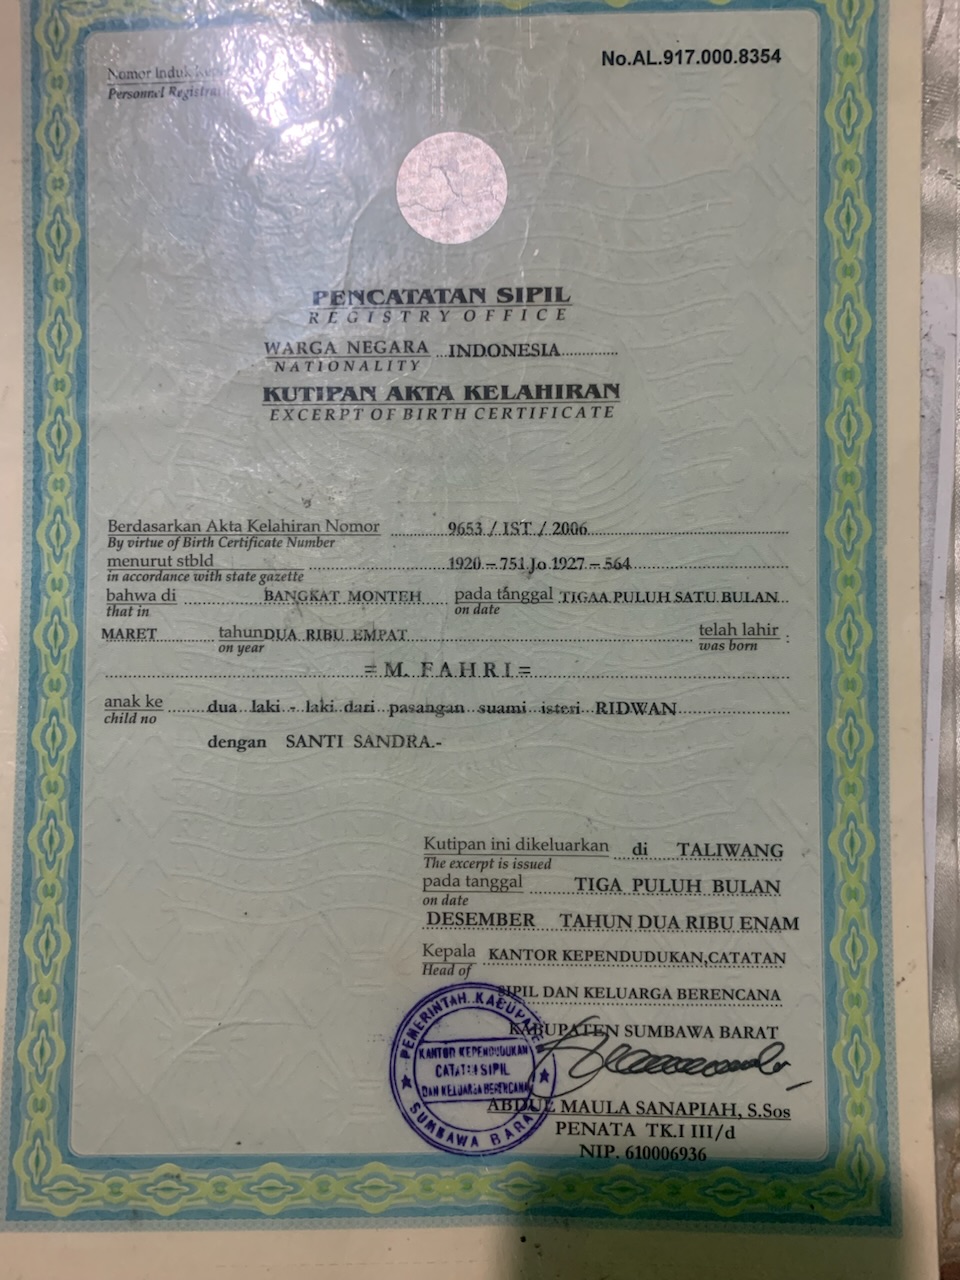 No.AL.917.000.8354
Nomor Induk
Personnel
PENCATATAN SIPIL
REGISTRY OFFICE
WARGA NEGARA ...INDONESIA..............
NATIONALITY
KUTIPAN AKTA KELAHIRAN
EXCERPT OF BIRTH CERTIFICATE
Berdasarkan Akta Kelahiran Nomor 9653 / IST / 2006
By virtue of Birth Certificate Number
menurut stbld 1920 – 751 Jo 1927 – 564
in accordance with state gazette
bahwa di BANGKAT MONTEH pada tanggal TIGAA PULUH SATU BULAN
that in on date
MARET tahun DUA RIBU EMPAT telah lahir :
on year was born
= M. FAHRI =
anak ke dua laki - laki dari pasangan suami isteri RIDWAN
child no
dengan SANTI SANDRA.-
Kutipan ini dikeluarkan di TALIWANG
The excerpt is issued
pada tanggal TIGA PULUH BULAN
on date
DESEMBER TAHUN DUA RIBU ENAM
Kepala KANTOR KEPENDUDUKAN,CATATAN
Head of
SIPIL DAN KELUARGA BERENCANA
KABUPATEN SUMBAWA BARAT
PEMERINTAH KABUPATE
KANTOR KEPENDUDUKAN
CATATAN SIPIL
DAN KELUARGA BERENCANA
SUMBAWA BARA
ABDUL MAULA SANAPIAH, S.Sos
PENATA TK.I III/d
NIP. 610006936